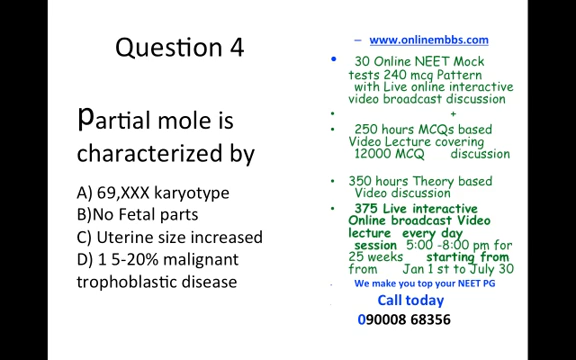 Question 4
partial mole is
characterized by
A) 69,XXX karyotype
B)No Fetal parts
C) Uterine size increased
D) 1 5-20% malignant
trophoblastic disease
– www.onlinembbs.com
• 30 Online NEET Mock
tests 240 mcq Pattern
with Live online interactive
video broadcast discussion
• +
• 250 hours MCQs based
Video Lecture covering
12000 MCQ discussion
• 350 hours Theory based
Video discussion
• 375 Live interactive
Online broadcast Video
lecture every day
session 5:00 -8:00 pm for
25 weeks starting from
from Jan 1 st to July 30
We make you top your NEET PG
Call today
090008 68356